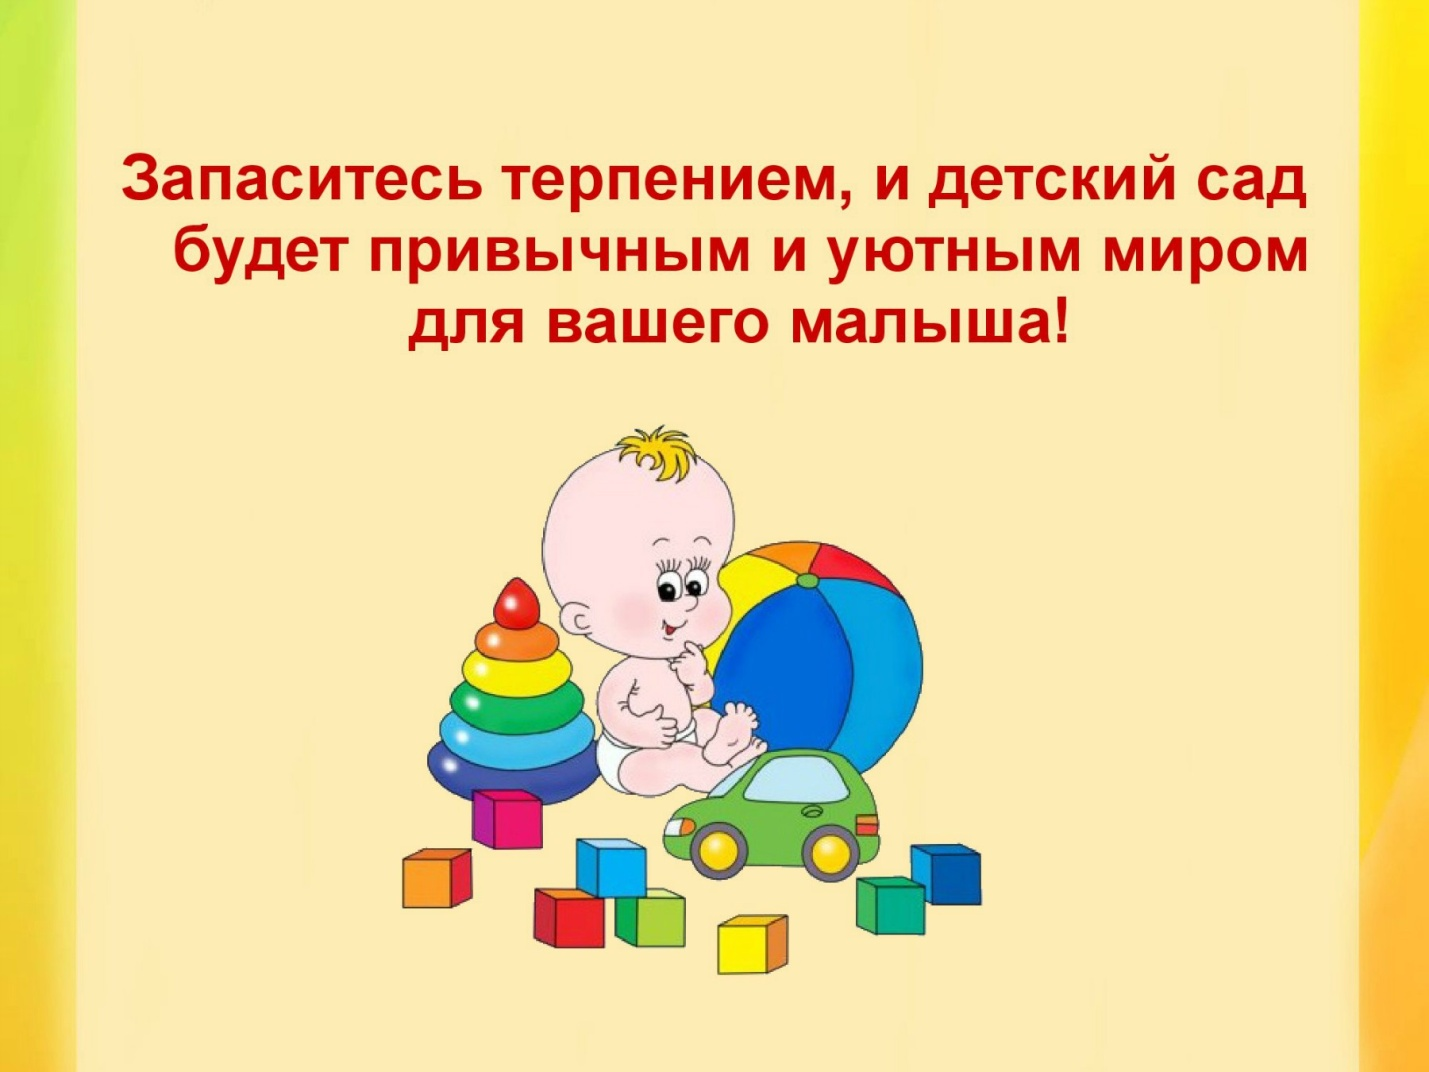 Запаситесь терпением, и детский сад
будет привычным и уютным миром
для вашего малыша!